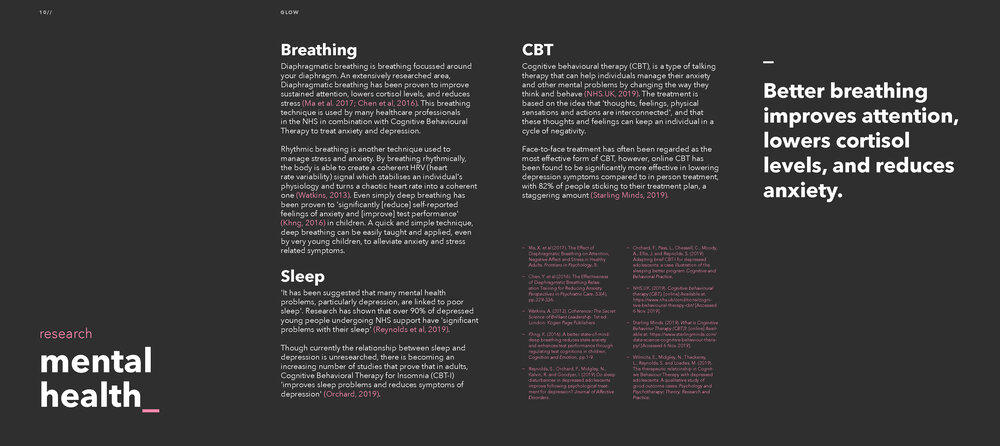 10//
GLOW
research
mental
health_
Breathing
Diaphragmatic breathing is breathing focussed around
your diaphragm. An extensively researched area,
Diaphragmatic breathing has been proven to improve
sustained attention, lowers cortisol levels, and reduces
stress (Ma et al. 2017; Chen et al, 2016). This breathing
technique is used by many healthcare professionals
in the NHS in combination with Cognitive Behavioural
Therapy to treat anxiety and depression.
Rhythmic breathing is another technique used to
manage stress and anxiety. By breathing rhythmically,
the body is able to create a coherent HRV (heart
rate variability) signal which stabilises an individual's
physiology and turns a chaotic heart rate into a coherent
one (Watkins, 2013). Even simply deep breathing has
been proven to 'significantly [reduce] self-reported
feelings of anxiety and [improve] test performance'
(Khng, 2016) in children. A quick and simple technique,
deep breathing can be easily taught and applied, even
by very young children, to alleviate anxiety and stress
related symptoms.
Sleep
'It has been suggested that many mental health
problems, particularly depression, are linked to poor
sleep'. Research has shown that over 90% of depressed
young people undergoing NHS support have 'significant
problems with their sleep' (Reynolds et al, 2019).
Though currently the relationship between sleep and
depression is unresearched, there is becoming an
increasing number of studies that prove that in adults,
Cognitive Behavioral Therapy for Insomnia (CBT-I)
'improves sleep problems and reduces symptoms of
depression' (Orchard, 2019).
CBT
Cognitive behavioural therapy (CBT), is a type of talking
therapy that can help individuals manage their anxiety
and other mental problems by changing the way they
think and behave (NHS.UK, 2019). The treatment is
based on the idea that 'thoughts, feelings, physical
sensations and actions are interconnected', and that
these thoughts and feelings can keep an individual in a
cycle of negativity.
Face-to-face treatment has often been regarded as the
most effective form of CBT, however, online CBT has
been found to be significantly more effective in lowering
depression symptoms compared to in person treatment,
with 82% of people sticking to their treatment plan, a
staggering amount (Starling Minds, 2019).
– Ma, X. et al (2017). The Effect of
Diaphragmatic Breathing on Attention,
Negative Affect and Stress in Healthy
Adults. Frontiers in Psychology, 8.
– Chen, Y. et al (2016). The Effectiveness
of Diaphragmatic Breathing Relax-
ation Training for Reducing Anxiety.
Perspectives in Psychiatric Care, 53(4),
pp.329-336.
– Watkins, A. (2013). Coherence: The Secret
Science of Brilliant Leadership. 1st ed.
London: Kogan Page Publishers
– Khng, K. (2016). A better state-of-mind:
deep breathing reduces state anxiety
and enhances test performance through
regulating test cognitions in children.
Cognition and Emotion, pp.1-9.
– Reynolds, S., Orchard, F., Midgley, N.,
Kelvin, R. and Goodyer, I. (2019) Do sleep
disturbances in depressed adolescents
improve following psychological treat-
ment for depression? Journal of Affective
Disorders.
– Orchard, F., Pass, L., Chessell, C., Moody,
A., Ellis, J. and Reynolds, S. (2019).
Adapting brief CBT-I for depressed
adolescents: a case illustration of the
sleeping better program. Cognitive and
Behavioral Practice.
– NHS.UK. (2019). Cognitive behavioural
therapy (CBT). [online] Available at:
https://www.nhs.uk/conditions/cogni-
tive-behavioural-therapy-cbt/ [Accessed
6 Nov. 2019].
– Starling Minds. (2019). What is Cognitive
Behaviour Therapy (CBT)? [online] Avail-
able at: https://www.starlingminds.com/
data-science-cognitive-behaviour-thera-
py/ [Accessed 6 Nov. 2019].
– Wilmots, E., Midgley, N., Thackeray,
L., Reynolds, S. and Loades, M. (2019).
The therapeutic relationship in Cognit-
ive Behaviour Therapy with depressed
adolescents: A qualitative study of
good outcome cases. Psychology and
Psychotherapy: Theory, Research and
Practice.
–
Better breathing
improves attention,
lowers cortisol
levels, and reduces
anxiety.